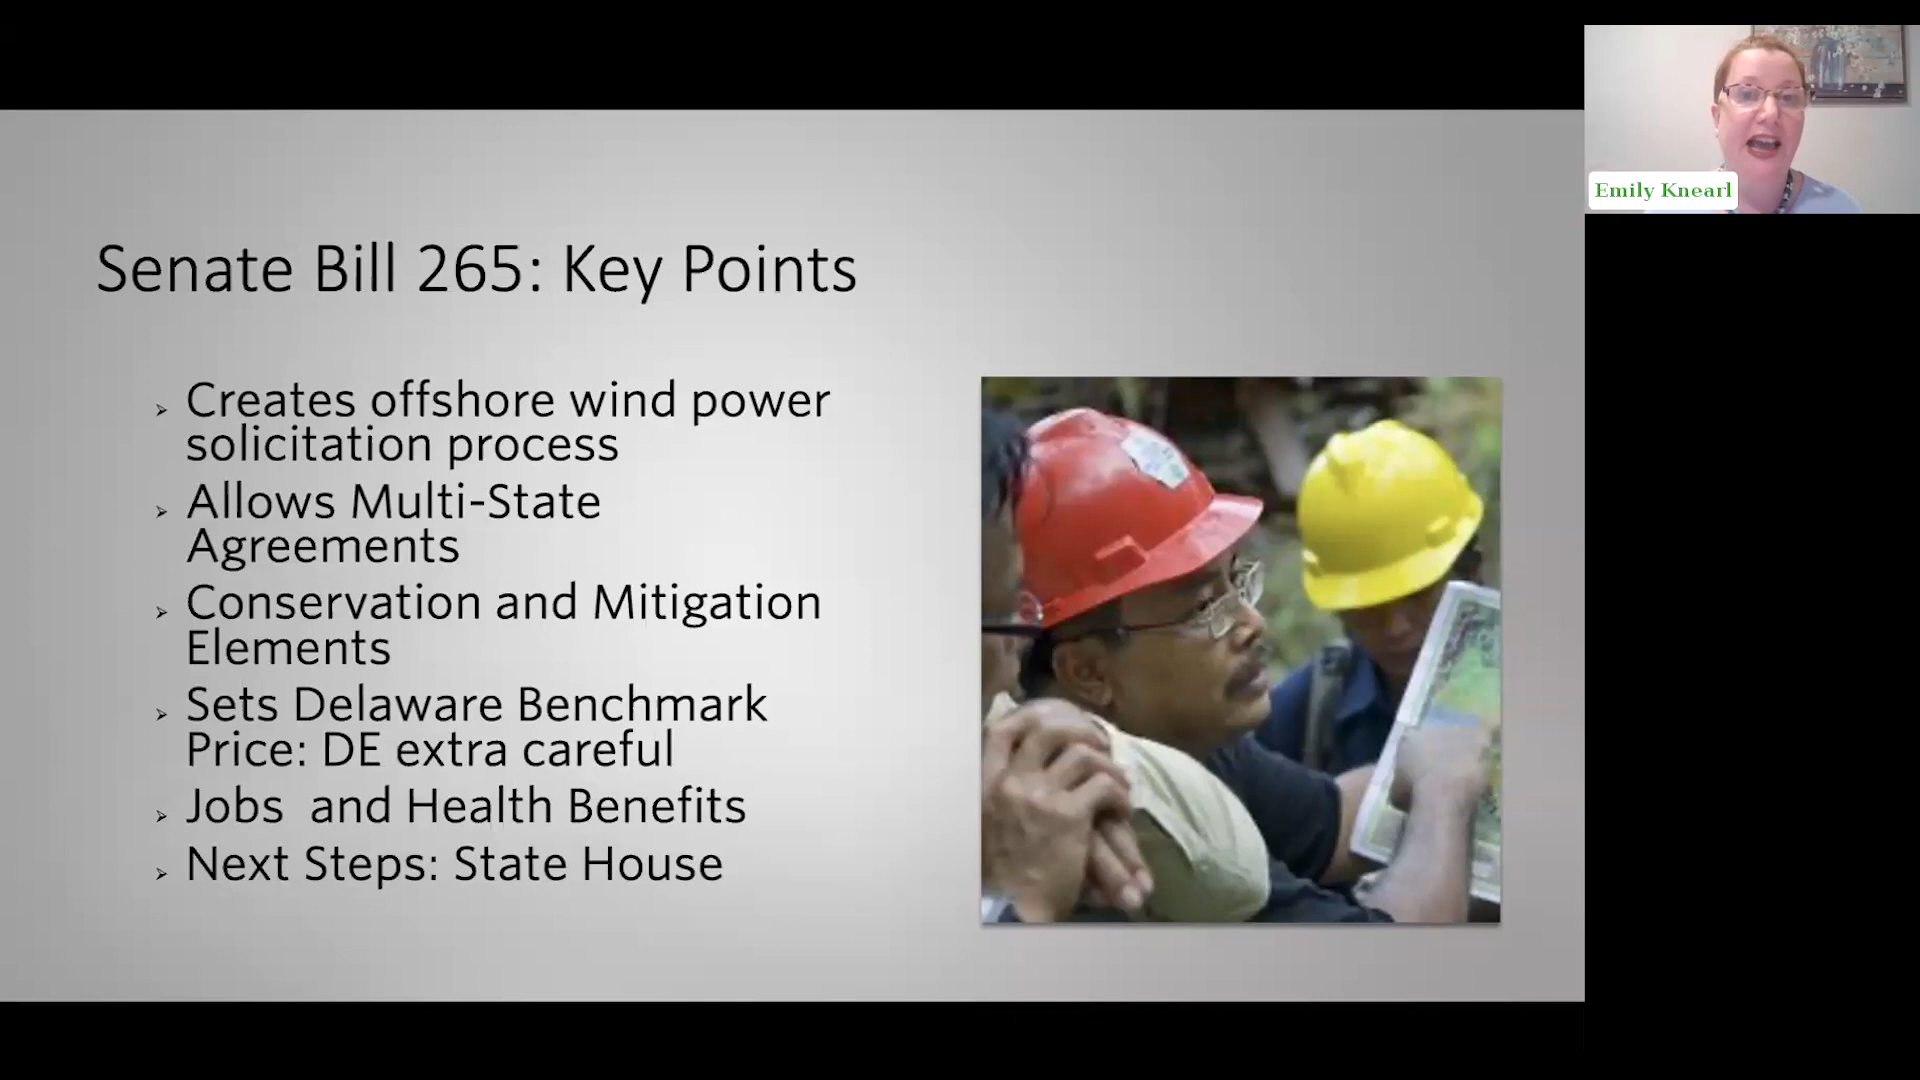 Emily Knearl
Senate Bill 265: Key Points
➢ Creates offshore wind power
solicitation process
➢ Allows Multi-State
Agreements
➢ Conservation and Mitigation
Elements
➢ Sets Delaware Benchmark
Price: DE extra careful
➢ Jobs  and Health Benefits
➢ Next Steps: State House